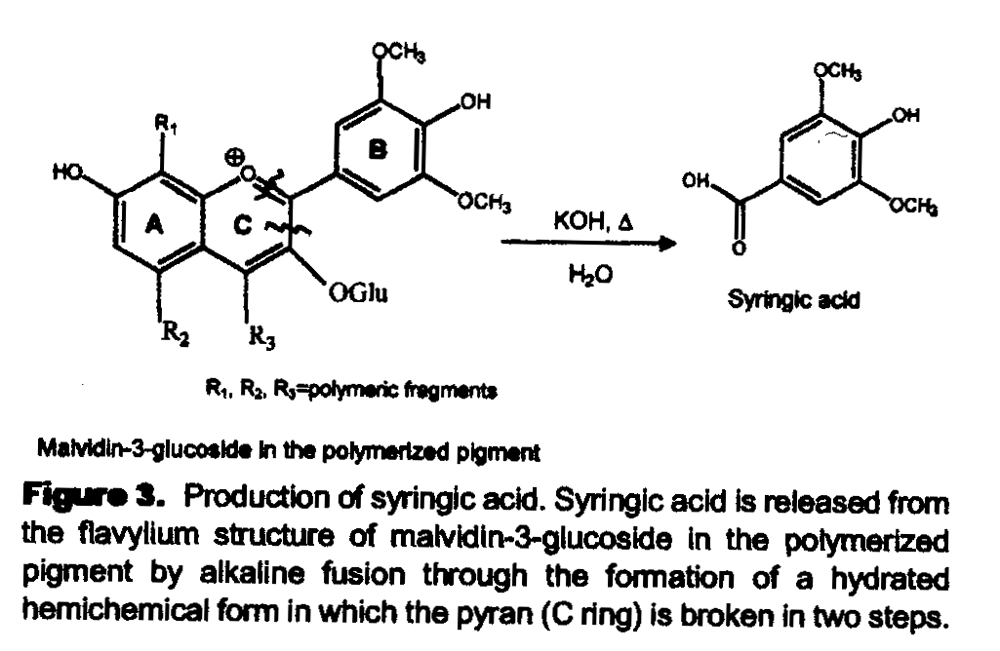 OCH₃
OH
R₁
⊕
HO
O
B
A
C
OCH₃
OGlu
R₂
R₃
KOH, Δ
H₂O
OCH₃
OH
OH
OCH₃
O
Syringic acid
R₁, R₂, R₃=polymeric fragments
Malvidin-3-glucoside in the polymerized pigment
Figure 3. Production of syringic acid. Syringic acid is released from
the flavylium structure of malvidin-3-glucoside in the polymerized
pigment by alkaline fusion through the formation of a hydrated
hemichemical form in which the pyran (C ring) is broken in two steps.